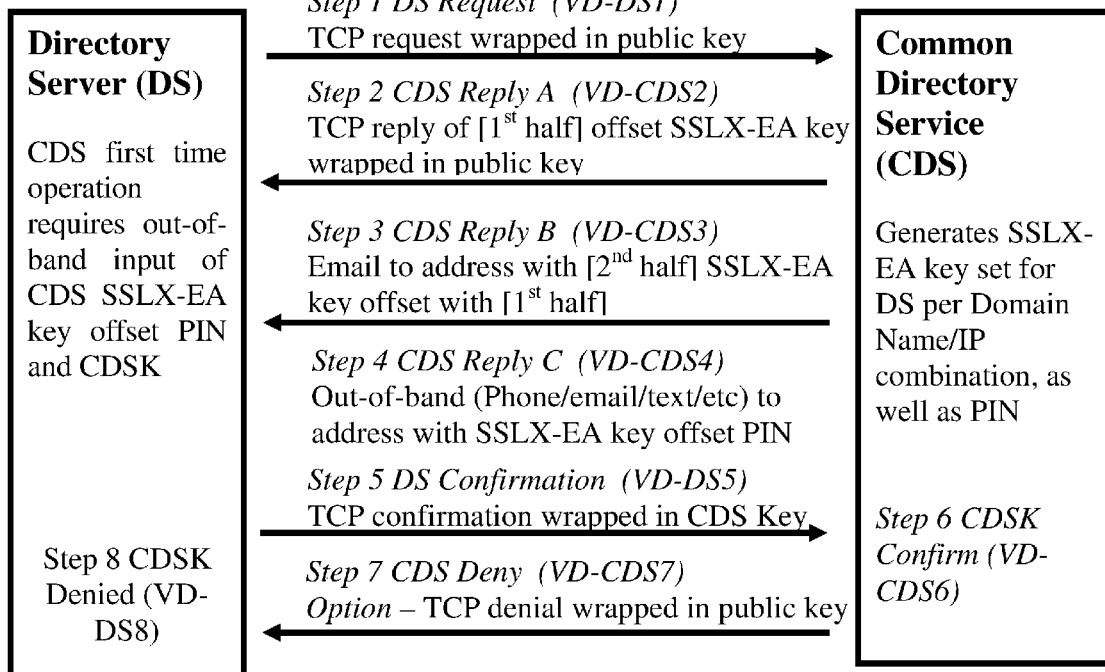 Directory
Server (DS)
CDS first time
operation
requires out-of-
band input of
CDS SSLX-EA
key offset PIN
and CDSK
Step 8 CDSK
Denied (VD-
DS8)
Step 1 DS Request (VD-DS1)
TCP request wrapped in public key
Step 2 CDS Reply A (VD-CDS2)
TCP reply of [1st half] offset SSLX-EA key
wrapped in public key
Step 3 CDS Reply B (VD-CDS3)
Email to address with [2nd half] SSLX-EA
key offset with [1st half]
Step 4 CDS Reply C (VD-CDS4)
Out-of-band (Phone/email/text/etc) to
address with SSLX-EA key offset PIN
Step 5 DS Confirmation (VD-DS5)
TCP confirmation wrapped in CDS Key
Step 7 CDS Deny (VD-CDS7)
Option – TCP denial wrapped in public key
Common
Directory
Service
(CDS)
Generates SSLX-
EA key set for
DS per Domain
Name/IP
combination, as
well as PIN
Step 6 CDSK
Confirm (VD-
CDS6)